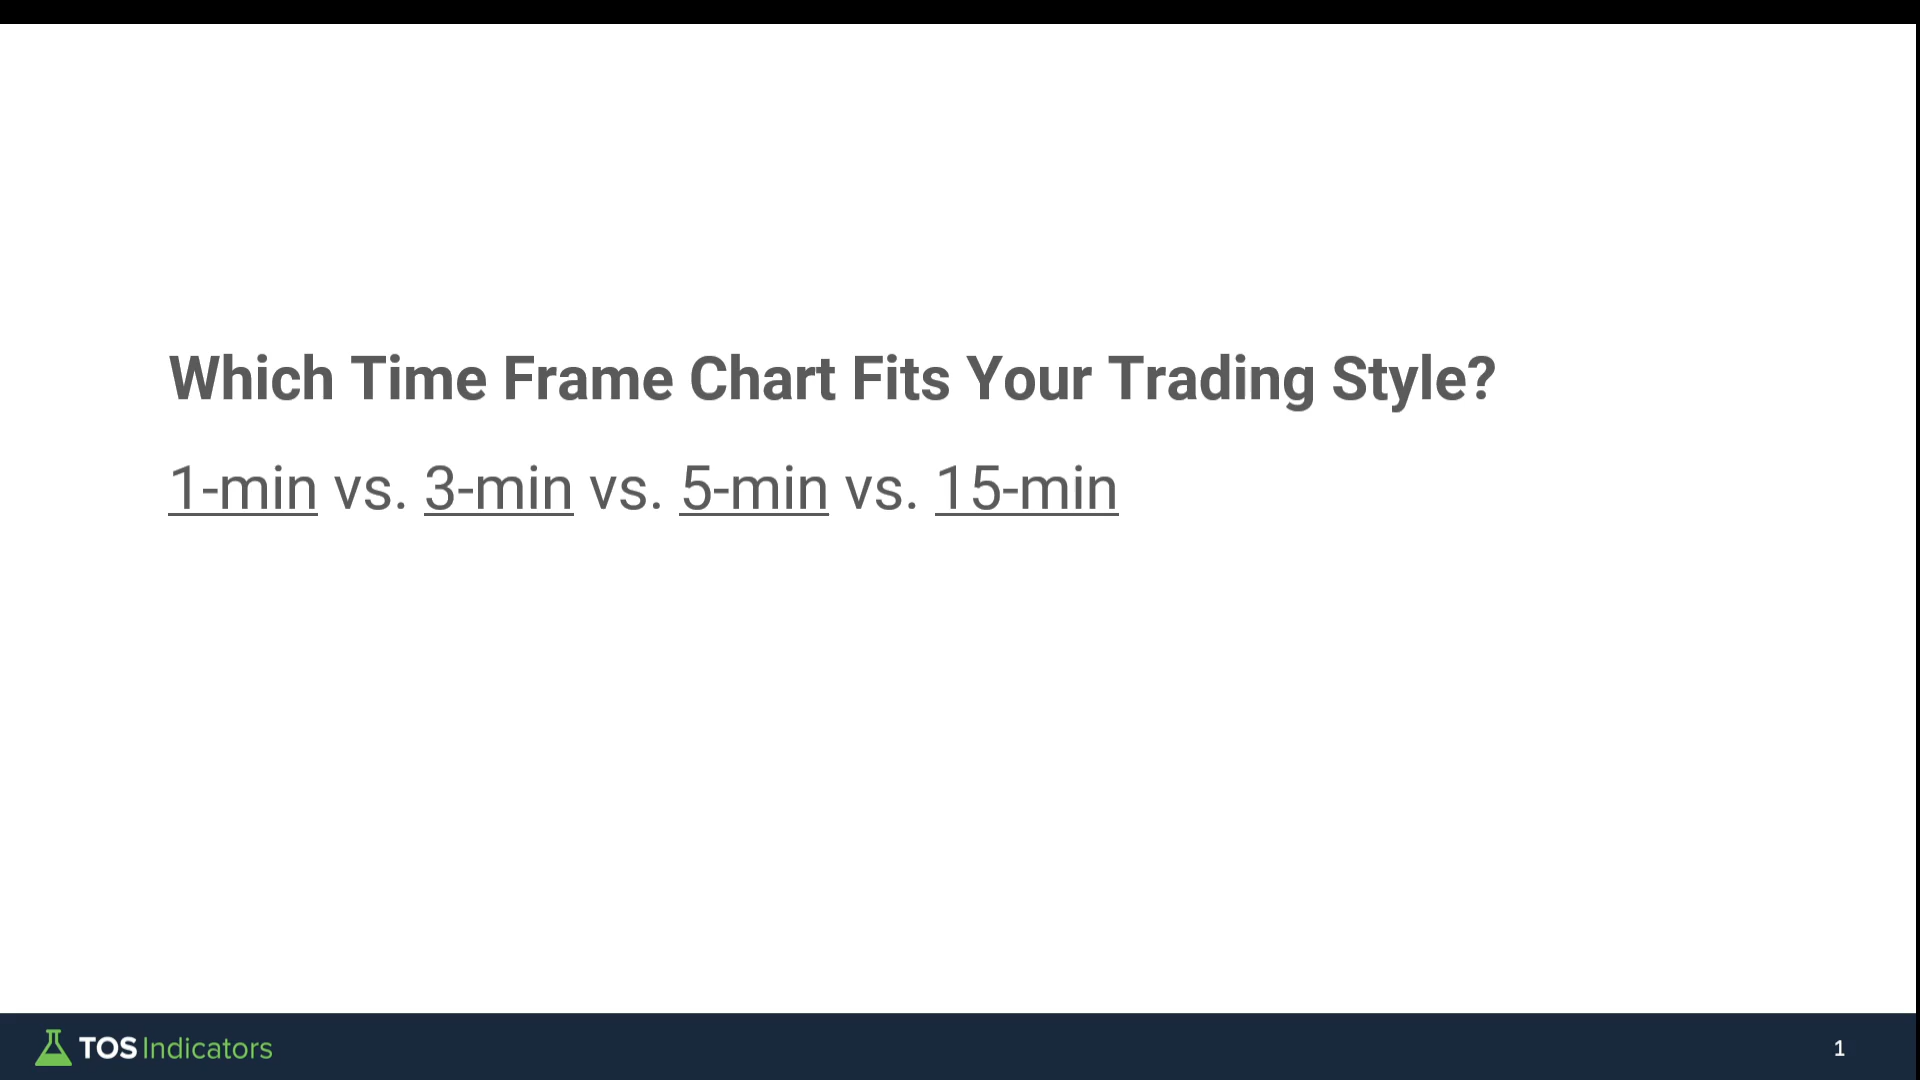 Which Time Frame Chart Fits Your Trading Style?
1-min vs. 3-min vs. 5-min vs. 15-min
TOS Indicators
1